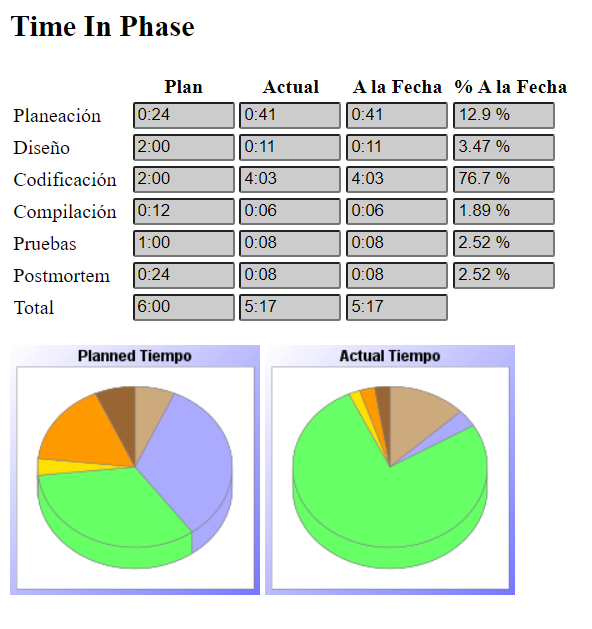 Time In Phase
Plan Actual A la Fecha % A la Fecha
Planeación 0:24 0:41 0:41 12.9 %
Diseño 2:00 0:11 0:11 3.47 %
Codificación 2:00 4:03 4:03 76.7 %
Compilación 0:12 0:06 0:06 1.89 %
Pruebas 1:00 0:08 0:08 2.52 %
Postmortem 0:24 0:08 0:08 2.52 %
Total 6:00 5:17 5:17
Planned Tiempo Actual Tiempo